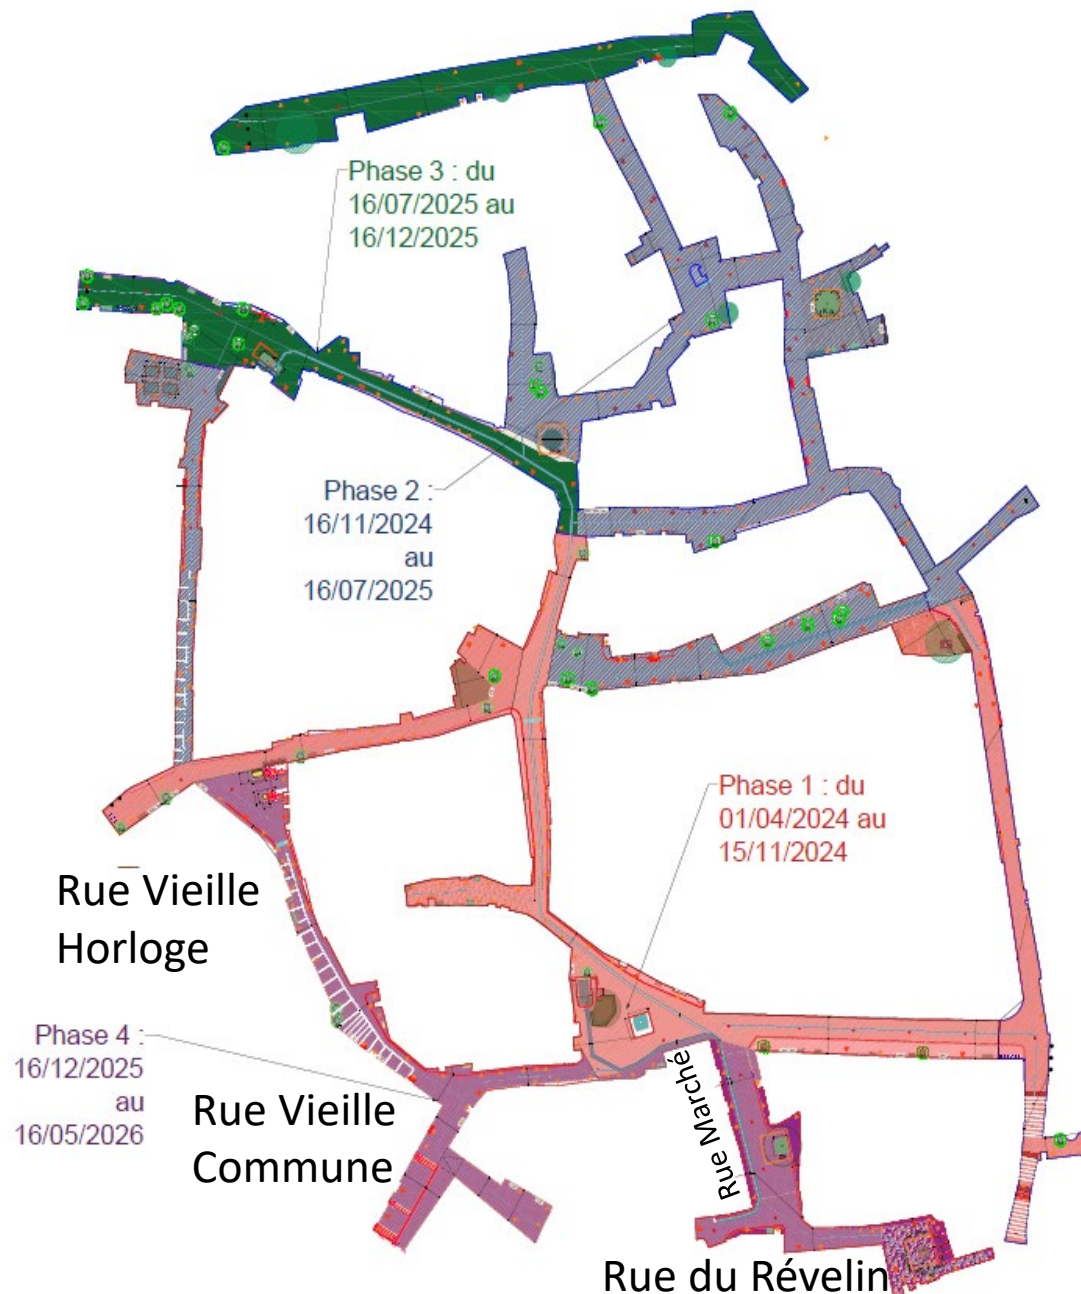 Phase 3 : du
16/07/2025 au
16/12/2025
Phase 2 :
16/11/2024
au
16/07/2025
Phase 1 : du
01/04/2024 au
15/11/2024
Rue Vieille
Horloge
Phase 4 :
16/12/2025
au
16/05/2026
Rue Vieille
Commune
Rue Marché
Rue du Révelin